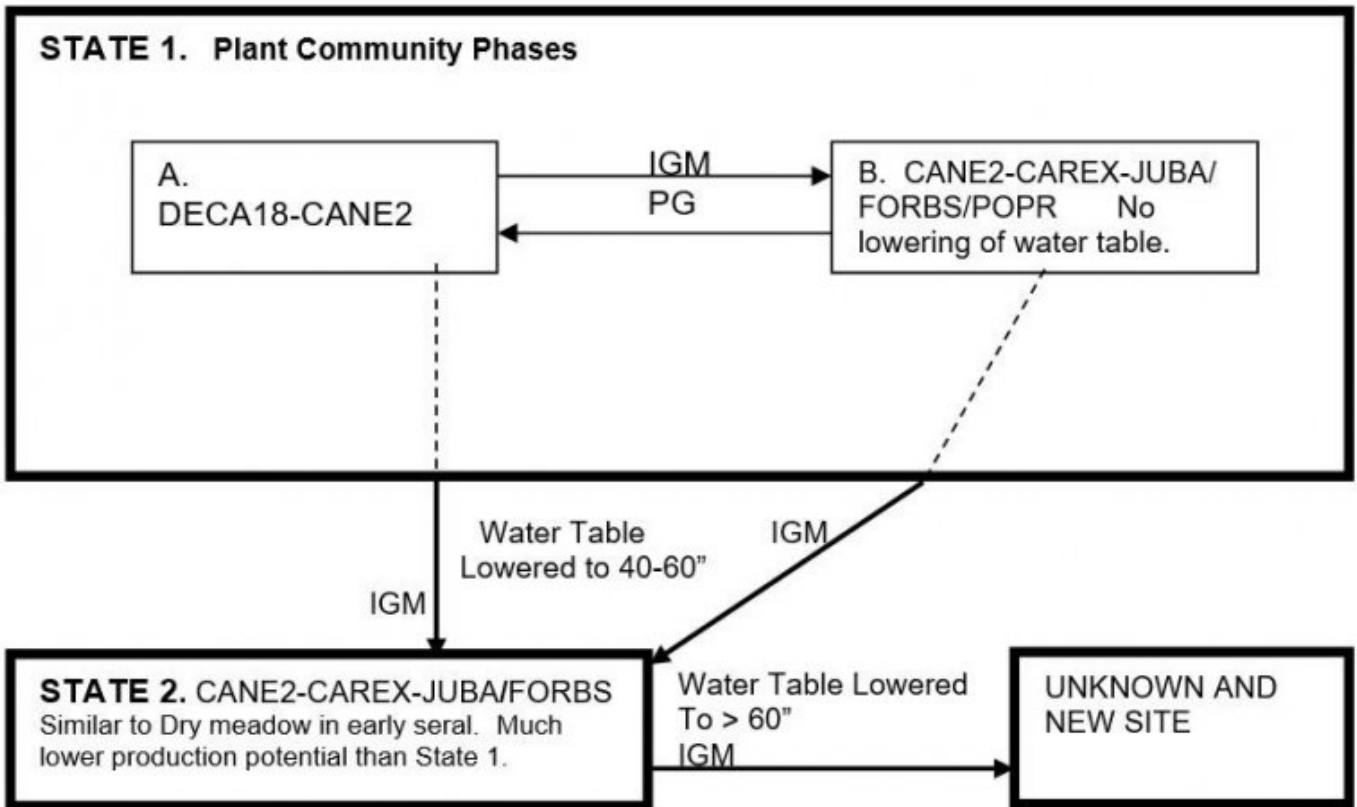 STATE 1. Plant Community Phases
A.
DECA18-CANE2
IGM
PG
B. CANE2-CAREX-JUBA/
FORBS/POPR No
lowering of water table.
Water Table
Lowered to 40-60”
IGM
IGM
STATE 2. CANE2-CAREX-JUBA/FORBS
Similar to Dry meadow in early seral. Much
lower production potential than State 1.
Water Table Lowered
To > 60”
IGM
UNKNOWN AND
NEW SITE